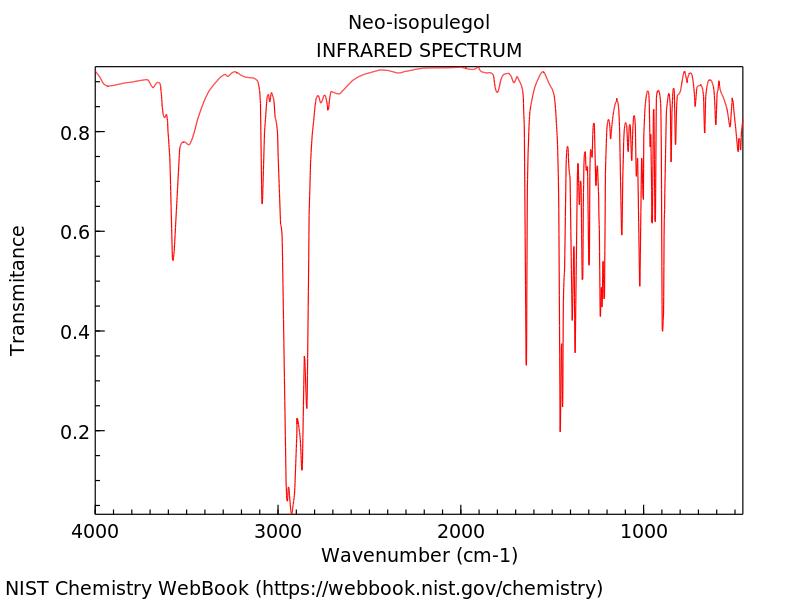 Neo-isopulegol
INFRARED SPECTRUM
Transmitance
0.8
0.6
0.4
0.2
4000 3000 2000 1000
Wavenumber (cm-1)
NIST Chemistry WebBook (https://webbook.nist.gov/chemistry)